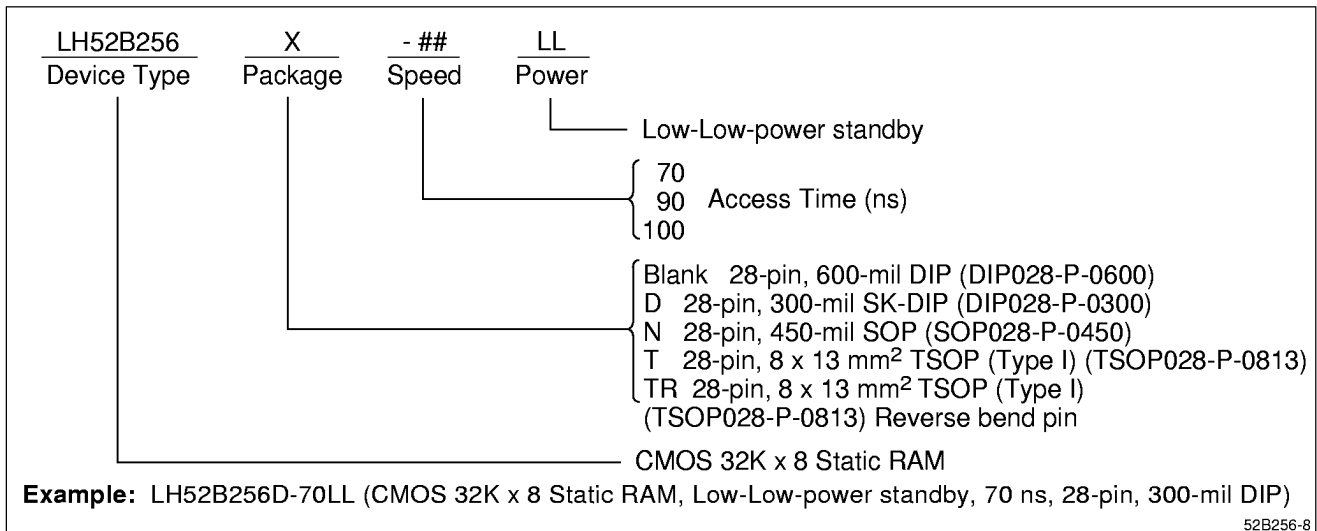 LH52B256 X - ## LL
Device Type Package Speed Power
Low-Low-power standby
70
90 Access Time (ns)
100
Blank 28-pin, 600-mil DIP (DIP028-P-0600)
D 28-pin, 300-mil SK-DIP (DIP028-P-0300)
N 28-pin, 450-mil SOP (SOP028-P-0450)
T 28-pin, 8 x 13 mm² TSOP (Type I) (TSOP028-P-0813)
TR 28-pin, 8 x 13 mm² TSOP (Type I)
(TSOP028-P-0813) Reverse bend pin
CMOS 32K x 8 Static RAM
Example: LH52B256D-70LL (CMOS 32K x 8 Static RAM, Low-Low-power standby, 70 ns, 28-pin, 300-mil DIP)
52B256-8